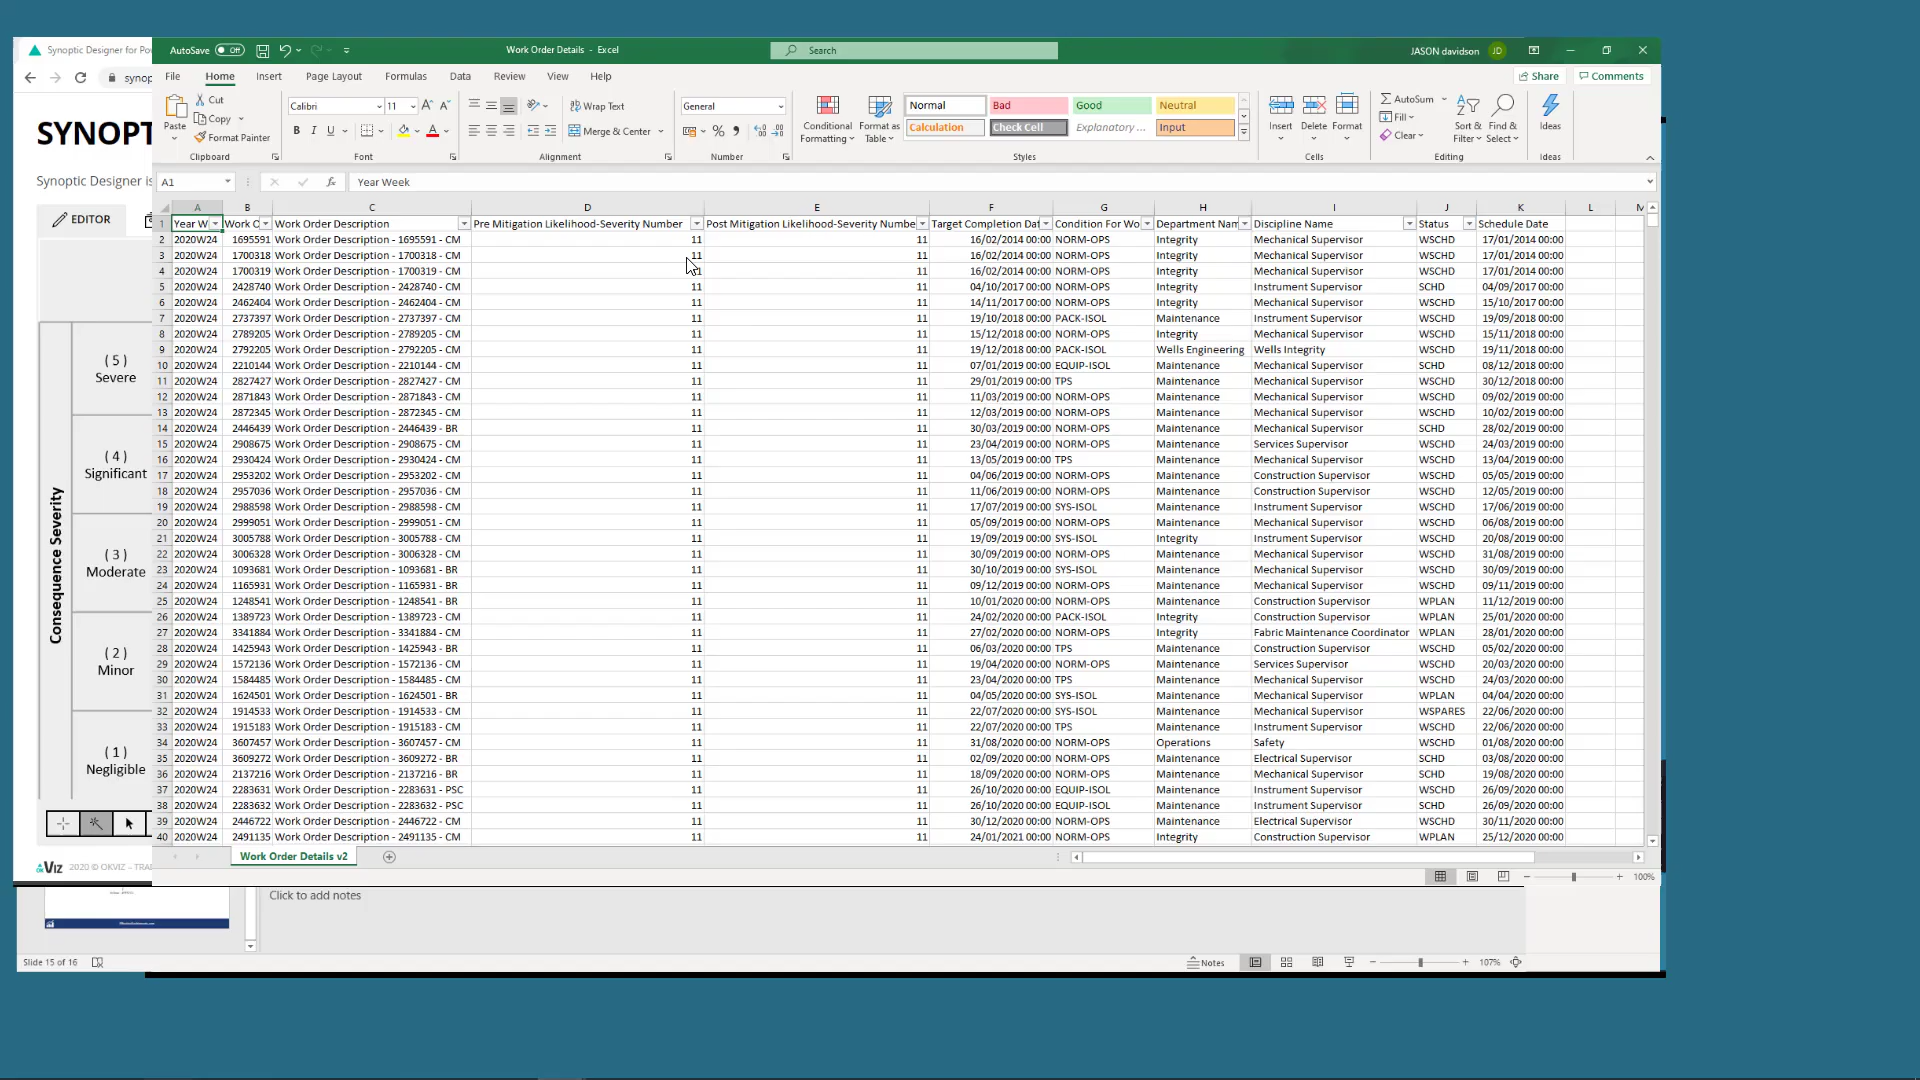 Synoptic Designer for Po
synop
SYNOPT
Synoptic Designer is
EDITOR
Consequence Severity
( 5 )
Severe
( 4 )
Significant
( 3 )
Moderate
( 2 )
Minor
( 1 )
Negligible
Viz 2020 © OKVIZ – TRA
AutoSave Off
Work Order Details - Excel
Search
JASON davidson JD
File Home Insert Page Layout Formulas Data Review View Help
Share Comments
Paste
Cut
Copy
Format Painter
Clipboard
Calibri 11
B I U
Font
Wrap Text
Merge & Center
Alignment
General
Number
Conditional Formatting
Format as Table
Normal Bad Good Neutral
Calculation Check Cell Explanatory ... Input
Styles
Insert Delete Format
Cells
AutoSum
Fill
Clear
Sort & Filter
Find & Select
Editing
Ideas
Ideas
A1 fx Year Week
A B C D E F G H I J K L M
1 Year W Work O Work Order Description Pre Mitigation Likelihood-Severity Number Post Mitigation Likelihood-Severity Numbe Target Completion Dat Condition For Wo Department Nam Discipline Name Status Schedule Date
2 2020W24 1695591 Work Order Description - 1695591 - CM 11 11 16/02/2014 00:00 NORM-OPS Integrity Mechanical Supervisor WSCHD 17/01/2014 00:00
3 2020W24 1700318 Work Order Description - 1700318 - CM 11 11 16/02/2014 00:00 NORM-OPS Integrity Mechanical Supervisor WSCHD 17/01/2014 00:00
4 2020W24 1700319 Work Order Description - 1700319 - CM 11 11 16/02/2014 00:00 NORM-OPS Integrity Mechanical Supervisor WSCHD 17/01/2014 00:00
5 2020W24 2428740 Work Order Description - 2428740 - CM 11 11 04/10/2017 00:00 NORM-OPS Integrity Instrument Supervisor SCHD 04/09/2017 00:00
6 2020W24 2462404 Work Order Description - 2462404 - CM 11 11 14/11/2017 00:00 NORM-OPS Integrity Mechanical Supervisor WSCHD 15/10/2017 00:00
7 2020W24 2737397 Work Order Description - 2737397 - CM 11 11 19/10/2018 00:00 PACK-ISOL Maintenance Instrument Supervisor WSCHD 19/09/2018 00:00
8 2020W24 2789205 Work Order Description - 2789205 - CM 11 11 15/12/2018 00:00 NORM-OPS Integrity Mechanical Supervisor WSCHD 15/11/2018 00:00
9 2020W24 2792205 Work Order Description - 2792205 - CM 11 11 19/12/2018 00:00 PACK-ISOL Wells Engineering Wells Integrity WSCHD 19/11/2018 00:00
10 2020W24 2210144 Work Order Description - 2210144 - CM 11 11 07/01/2019 00:00 EQUIP-ISOL Maintenance Mechanical Supervisor SCHD 08/12/2018 00:00
11 2020W24 2827427 Work Order Description - 2827427 - CM 11 11 29/01/2019 00:00 TPS Maintenance Mechanical Supervisor WSCHD 30/12/2018 00:00
12 2020W24 2871843 Work Order Description - 2871843 - CM 11 11 11/03/2019 00:00 NORM-OPS Maintenance Mechanical Supervisor WSCHD 09/02/2019 00:00
13 2020W24 2872345 Work Order Description - 2872345 - CM 11 11 12/03/2019 00:00 NORM-OPS Maintenance Mechanical Supervisor WSCHD 10/02/2019 00:00
14 2020W24 2446439 Work Order Description - 2446439 - BR 11 11 30/03/2019 00:00 NORM-OPS Maintenance Mechanical Supervisor SCHD 28/02/2019 00:00
15 2020W24 2908675 Work Order Description - 2908675 - CM 11 11 23/04/2019 00:00 NORM-OPS Maintenance Services Supervisor WSCHD 24/03/2019 00:00
16 2020W24 2930424 Work Order Description - 2930424 - CM 11 11 13/05/2019 00:00 TPS Maintenance Mechanical Supervisor WSCHD 13/04/2019 00:00
17 2020W24 2953202 Work Order Description - 2953202 - CM 11 11 04/06/2019 00:00 NORM-OPS Maintenance Construction Supervisor WSCHD 05/05/2019 00:00
18 2020W24 2957036 Work Order Description - 2957036 - CM 11 11 11/06/2019 00:00 NORM-OPS Maintenance Construction Supervisor WSCHD 12/05/2019 00:00
19 2020W24 2988598 Work Order Description - 2988598 - CM 11 11 17/07/2019 00:00 SYS-ISOL Maintenance Instrument Supervisor WSCHD 17/06/2019 00:00
20 2020W24 2999051 Work Order Description - 2999051 - CM 11 11 05/09/2019 00:00 NORM-OPS Maintenance Mechanical Supervisor WSCHD 06/08/2019 00:00
21 2020W24 3005788 Work Order Description - 3005788 - CM 11 11 19/09/2019 00:00 SYS-ISOL Integrity Instrument Supervisor WSCHD 20/08/2019 00:00
22 2020W24 3006328 Work Order Description - 3006328 - CM 11 11 30/09/2019 00:00 NORM-OPS Maintenance Mechanical Supervisor WSCHD 31/08/2019 00:00
23 2020W24 1093681 Work Order Description - 1093681 - BR 11 11 30/10/2019 00:00 SYS-ISOL Maintenance Mechanical Supervisor WSCHD 30/09/2019 00:00
24 2020W24 1165931 Work Order Description - 1165931 - BR 11 11 09/12/2019 00:00 NORM-OPS Maintenance Mechanical Supervisor WSCHD 09/11/2019 00:00
25 2020W24 1248541 Work Order Description - 1248541 - BR 11 11 10/01/2020 00:00 NORM-OPS Maintenance Construction Supervisor WPLAN 11/12/2019 00:00
26 2020W24 1389723 Work Order Description - 1389723 - CM 11 11 24/02/2020 00:00 PACK-ISOL Integrity Construction Supervisor WPLAN 25/01/2020 00:00
27 2020W24 3341884 Work Order Description - 3341884 - CM 11 11 27/02/2020 00:00 NORM-OPS Integrity Fabric Maintenance Coordinator WPLAN 28/01/2020 00:00
28 2020W24 1425943 Work Order Description - 1425943 - BR 11 11 06/03/2020 00:00 TPS Maintenance Construction Supervisor WSCHD 05/02/2020 00:00
29 2020W24 1572136 Work Order Description - 1572136 - CM 11 11 19/04/2020 00:00 NORM-OPS Maintenance Services Supervisor WSCHD 20/03/2020 00:00
30 2020W24 1584485 Work Order Description - 1584485 - CM 11 11 23/04/2020 00:00 TPS Maintenance Mechanical Supervisor WSCHD 24/03/2020 00:00
31 2020W24 1624501 Work Order Description - 1624501 - BR 11 11 04/05/2020 00:00 SYS-ISOL Maintenance Mechanical Supervisor WPLAN 04/04/2020 00:00
32 2020W24 1914533 Work Order Description - 1914533 - CM 11 11 22/07/2020 00:00 SYS-ISOL Maintenance Mechanical Supervisor WSPARES 22/06/2020 00:00
33 2020W24 1915183 Work Order Description - 1915183 - CM 11 11 22/07/2020 00:00 TPS Maintenance Instrument Supervisor WSCHD 22/06/2020 00:00
34 2020W24 3607457 Work Order Description - 3607457 - CM 11 11 31/08/2020 00:00 NORM-OPS Operations Safety WSCHD 01/08/2020 00:00
35 2020W24 3609272 Work Order Description - 3609272 - BR 11 11 02/09/2020 00:00 NORM-OPS Maintenance Electrical Supervisor SCHD 03/08/2020 00:00
36 2020W24 2137216 Work Order Description - 2137216 - BR 11 11 18/09/2020 00:00 NORM-OPS Maintenance Mechanical Supervisor SCHD 19/08/2020 00:00
37 2020W24 2283631 Work Order Description - 2283631 - PSC 11 11 26/10/2020 00:00 EQUIP-ISOL Maintenance Instrument Supervisor WSCHD 26/09/2020 00:00
38 2020W24 2283632 Work Order Description - 2283632 - PSC 11 11 26/10/2020 00:00 EQUIP-ISOL Maintenance Instrument Supervisor SCHD 26/09/2020 00:00
39 2020W24 2446722 Work Order Description - 2446722 - CM 11 11 30/12/2020 00:00 NORM-OPS Maintenance Electrical Supervisor WSCHD 30/11/2020 00:00
40 2020W24 2491135 Work Order Description - 2491135 - CM 11 11 24/01/2021 00:00 NORM-OPS Integrity Construction Supervisor WPLAN 25/12/2020 00:00
Work Order Details v2
100%
Click to add notes
Slide 15 of 16
Notes
107%